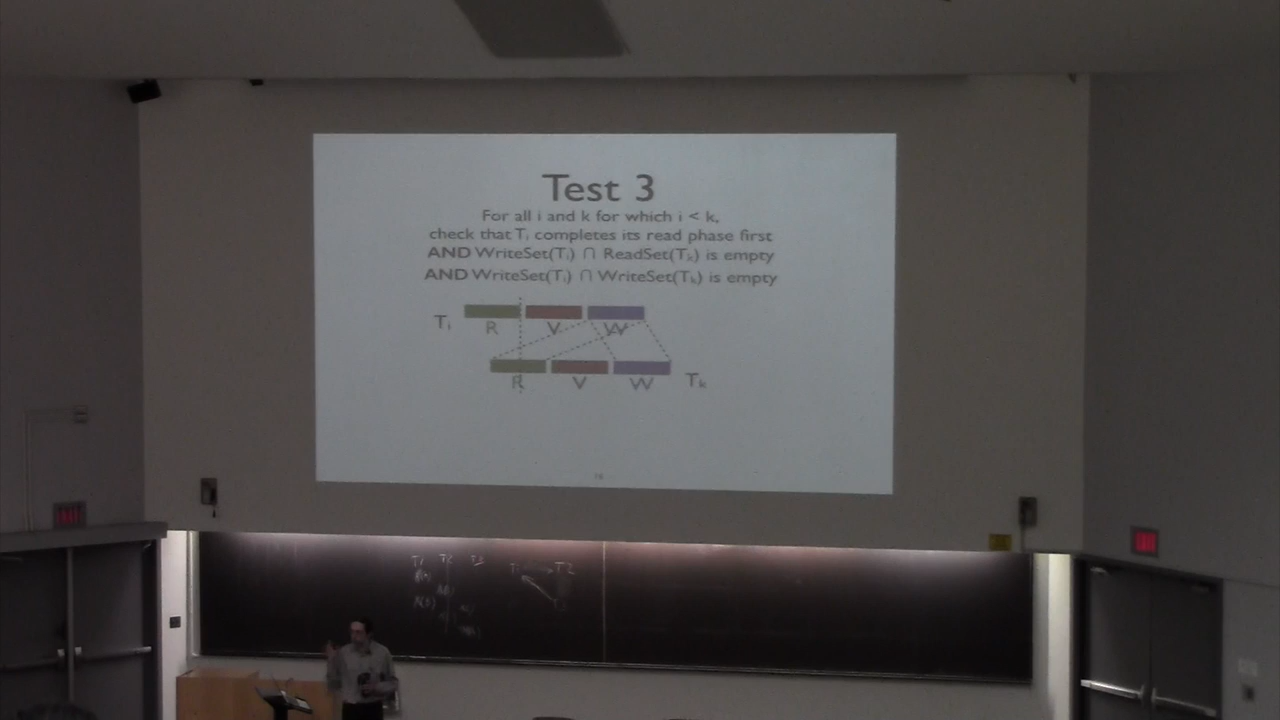 Test 3
For all i and k for which i < k,
check that Ti completes its read phase first
AND WriteSet(Ti) ∩ ReadSet(Tk) is empty
AND WriteSet(Ti) ∩ WriteSet(Tk) is empty
Ti R V W
R V W Tk